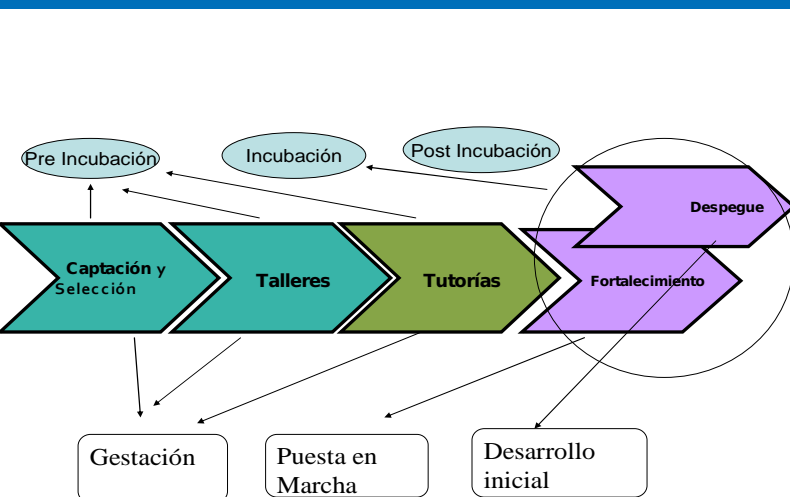 Pre Incubación
Incubación
Post Incubación
Despegue
Captación y
Selección
Talleres
Tutorías
Fortalecimiento
Gestación
Puesta en
Marcha
Desarrollo
inicial